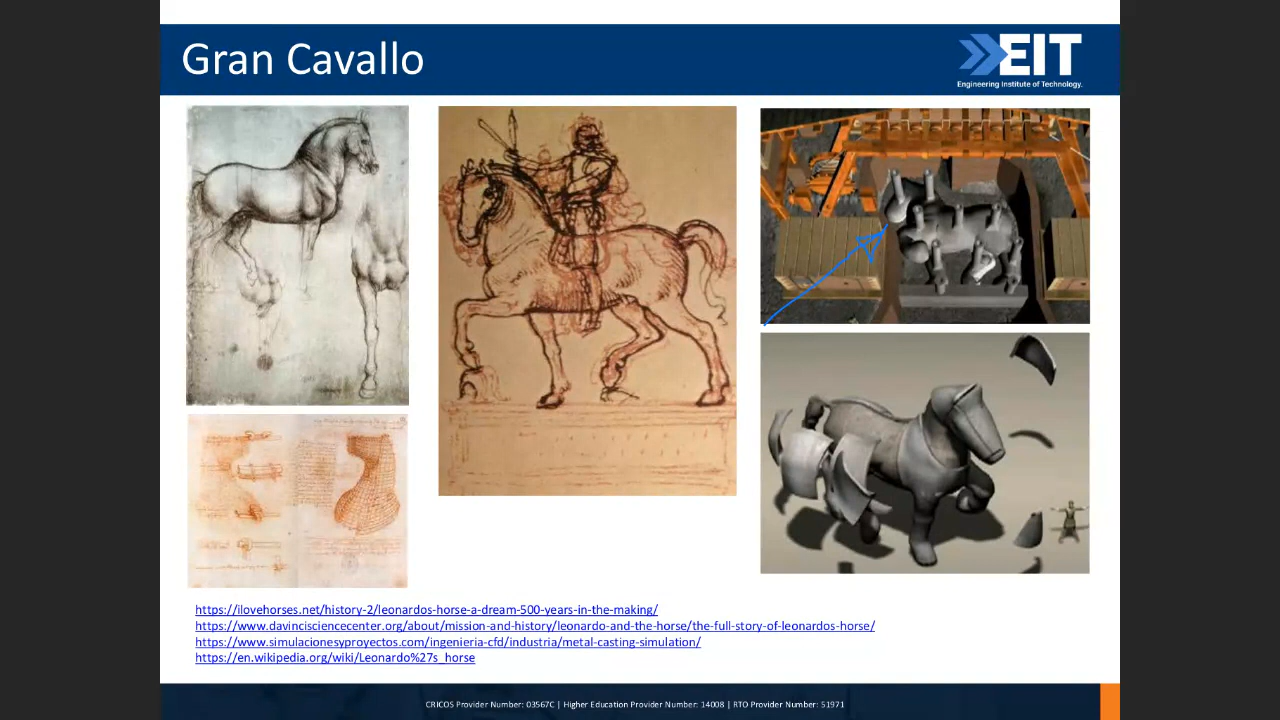 Gran Cavallo
EIT
Engineering Institute of Technology.
https://ilovehorses.net/history-2/leonardos-horse-a-dream-500-years-in-the-making/
https://www.davincisciencecenter.org/about/mission-and-history/leonardo-and-the-horse/the-full-story-of-leonardos-horse/
https://www.simulacionesyproyectos.com/ingenieria-cfd/industria/metal-casting-simulation/
https://en.wikipedia.org/wiki/Leonardo%27s_horse
CRICOS Provider Number: 03567C | Higher Education Provider Number: 14008 | RTO Provider Number: 51971